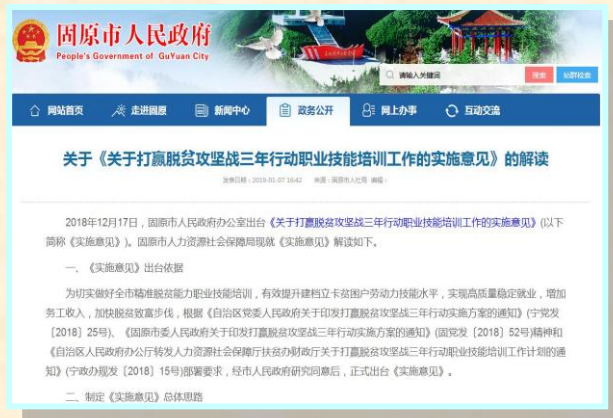 固原市人民政府
People's Government of GuYuan City
请输入关键词
搜索
站群检索
网站首页
走进固原
新闻中心
政务公开
网上办事
互动交流
关于《关于打赢脱贫攻坚战三年行动职业技能培训工作的实施意见》的解读
发布日期：2019-01-07 16:42 来源：固原市人社局 编辑：
2018年12月17日，固原市人民政府办公室出台《关于打赢脱贫攻坚战三年行动职业技能培训工作的实施意见》(以下
简称《实施意见》)。固原市人力资源社会保障局现就《实施意见》解读如下。
一、《实施意见》出台依据
为切实做好全市精准脱贫能力职业技能培训，有效提升建档立卡贫困户劳动力技能水平，实现高质量稳定就业，增加
务工收入，加快脱贫致富步伐，根据《自治区党委人民政府关于印发打赢脱贫攻坚战三年行动实施方案的通知》(宁党发
〔2018〕25号)、《固原市委人民政府关于印发打赢脱贫攻坚战三年行动实施方案的通知》(固党发〔2018〕52号)精神和
《自治区人民政府办公厅转发人力资源社会保障厅扶贫办财政厅关于打赢脱贫攻坚战三年行动职业技能培训工作计划的通
知》(宁政办规发〔2018〕15号)部署要求，经市人民政府研究同意后，正式出台《实施意见》。
二、制定《实施意见》总体思路